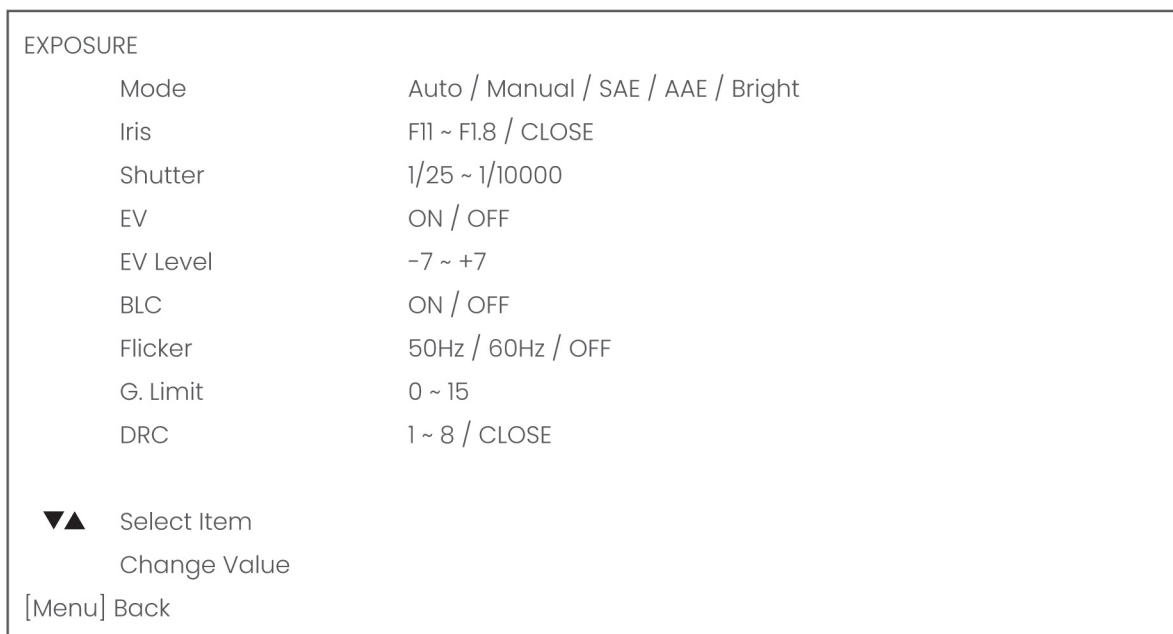 EXPOSURE
Mode Auto / Manual / SAE / AAE / Bright
Iris F11 ~ F1.8 / CLOSE
Shutter 1/25 ~ 1/10000
EV ON / OFF
EV Level -7 ~ +7
BLC ON / OFF
Flicker 50Hz / 60Hz / OFF
G. Limit 0 ~ 15
DRC 1 ~ 8 / CLOSE
▼▲ Select Item
Change Value
[Menu] Back